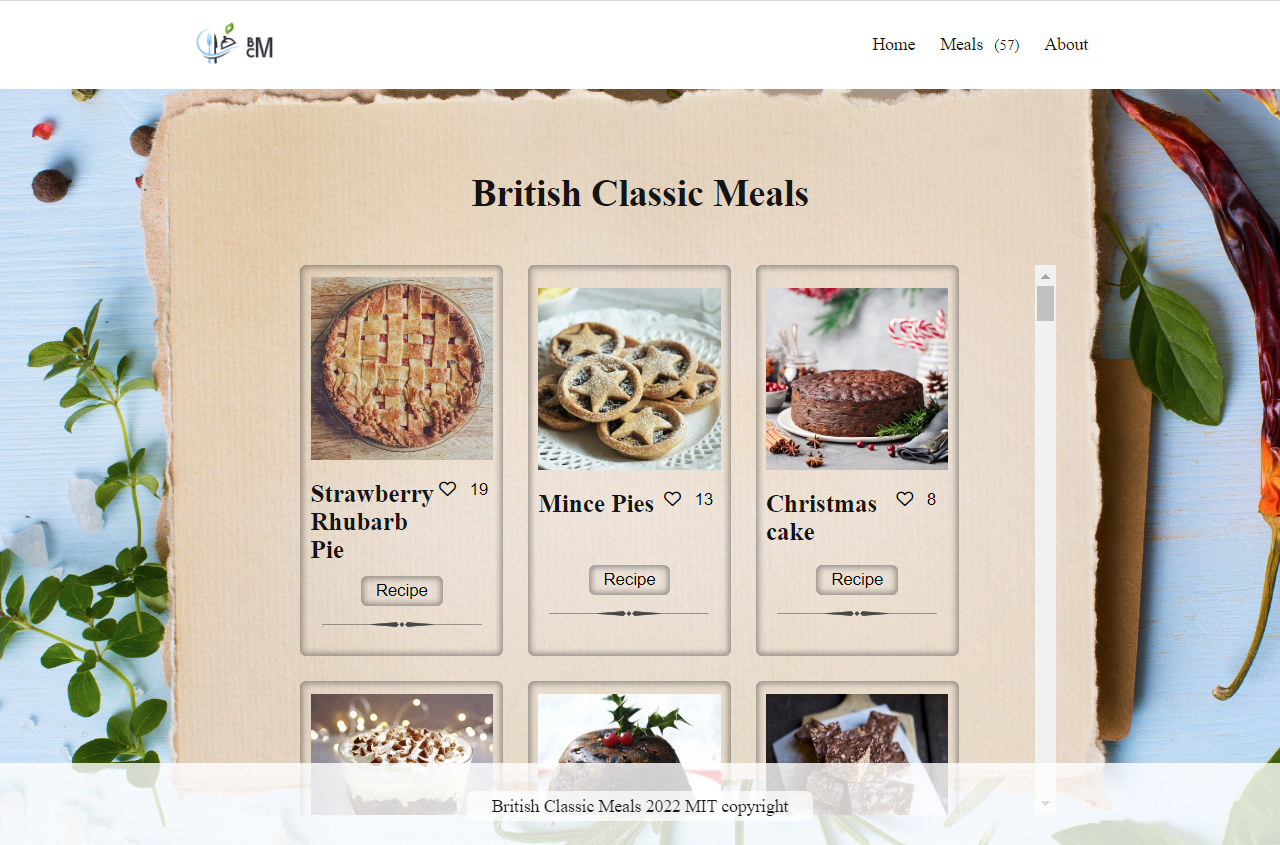 BCM
Home Meals (57) About
British Classic Meals
Strawberry Rhubarb Pie
19
Recipe
Mince Pies
13
Recipe
Christmas cake
8
Recipe
British Classic Meals 2022 MIT copyright